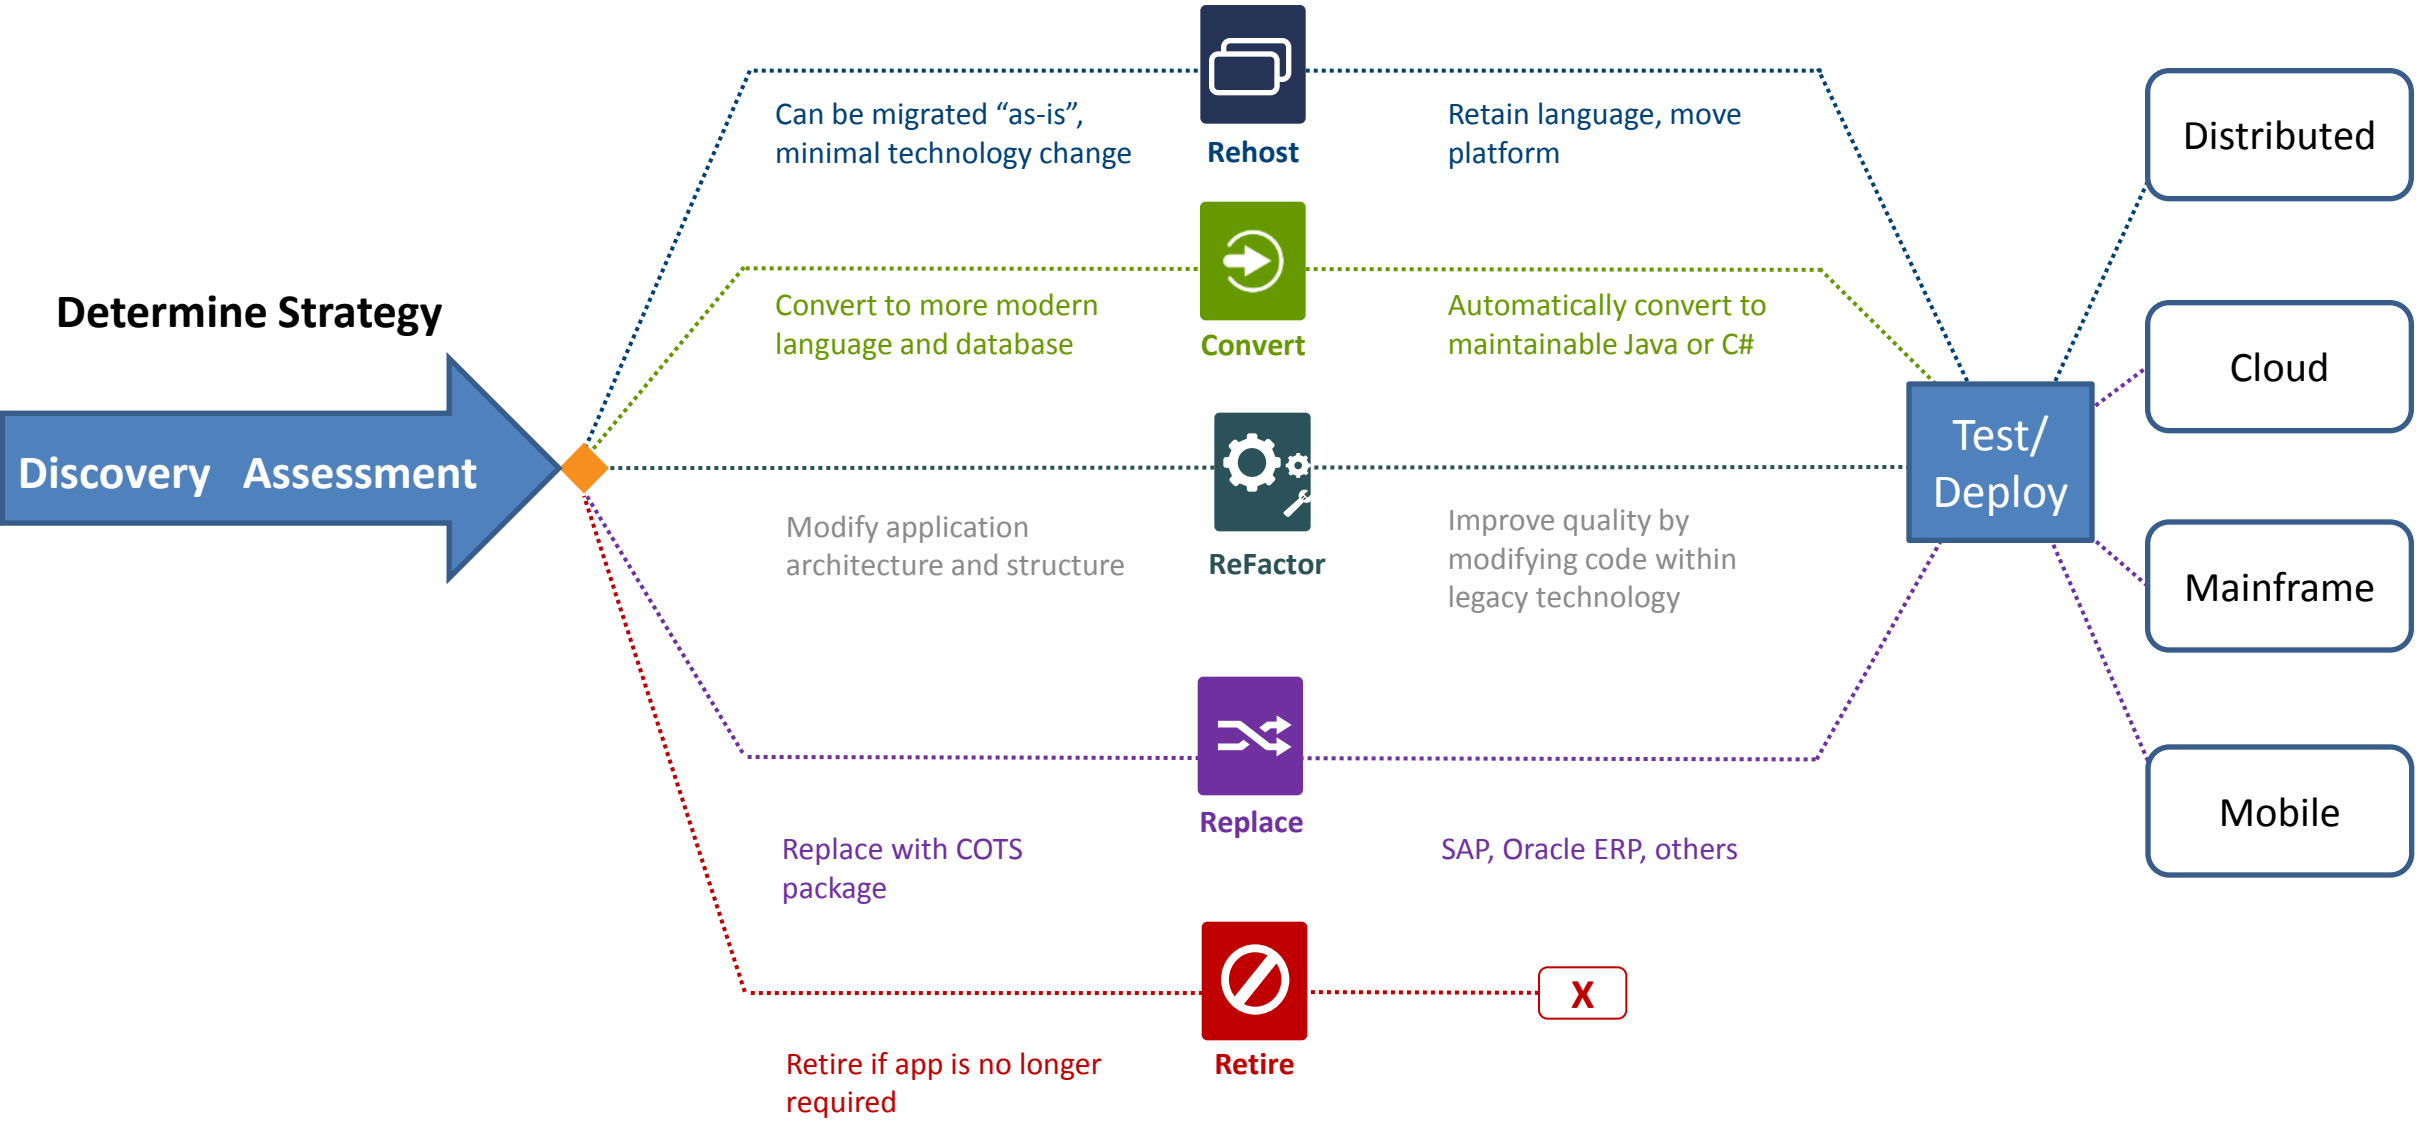 Determine Strategy
Discovery Assessment
Can be migrated “as-is”,
minimal technology change
Rehost
Retain language, move
platform
Convert to more modern
language and database
Convert
Automatically convert to
maintainable Java or C#
Modify application
architecture and structure
ReFactor
Improve quality by
modifying code within
legacy technology
Replace with COTS
package
Replace
SAP, Oracle ERP, others
Retire if app is no longer
required
Retire
X
Test/
Deploy
Distributed
Cloud
Mainframe
Mobile